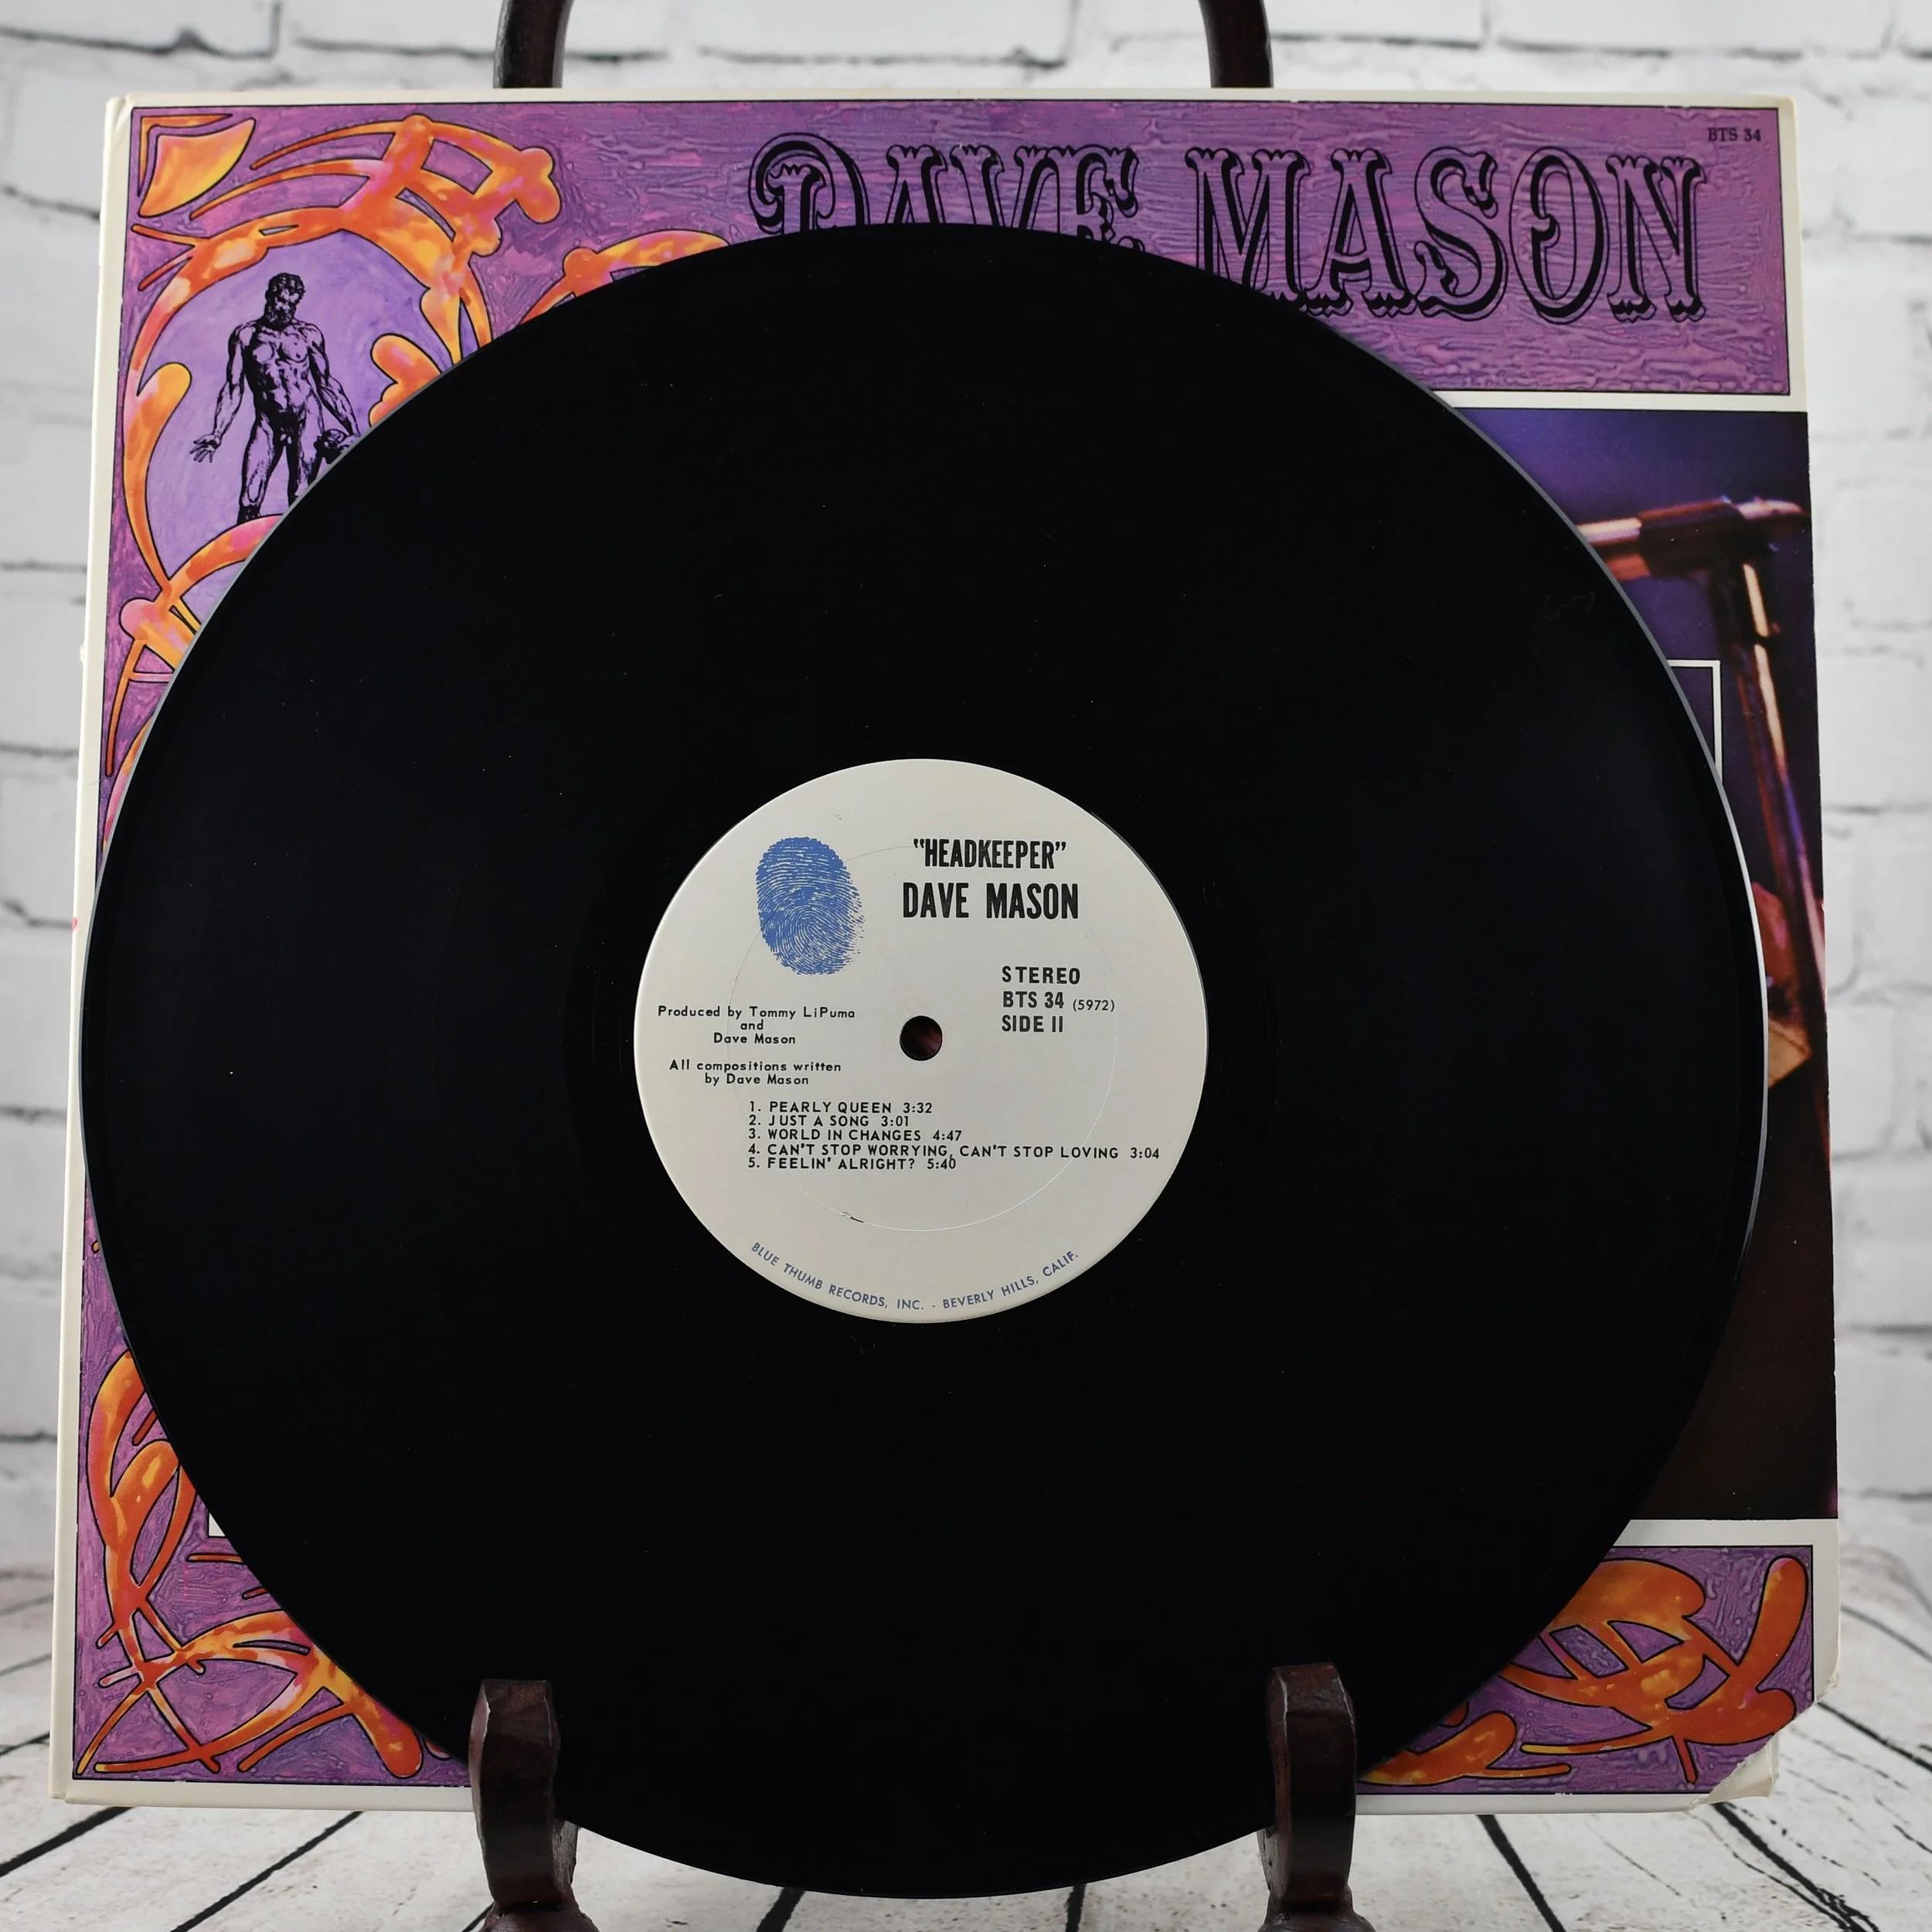 BTS 34
DAVE MASON
"HEADKEEPER"
DAVE MASON
STEREO
BTS 34 (5972)
SIDE II
Produced by Tommy LiPuma
and
Dave Mason
All compositions written
by Dave Mason
1. PEARLY QUEEN 3:32
2. JUST A SONG 3:01
3. WORLD IN CHANGES 4:47
4. CAN'T STOP WORRYING, CAN'T STOP LOVING 3:04
5. FEELIN' ALRIGHT? 5:40
BLUE THUMB RECORDS, INC. - BEVERLY HILLS, CALIF.